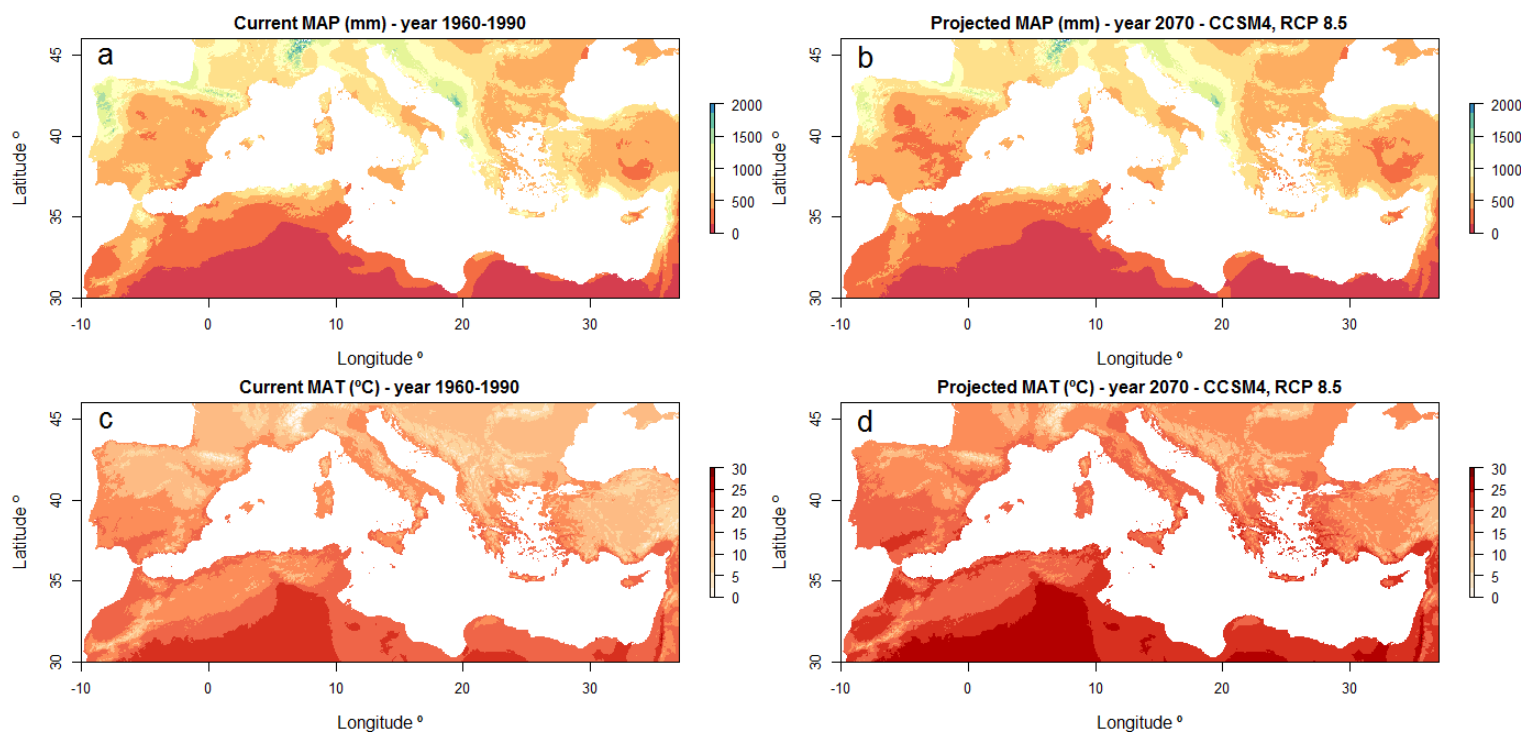 Current MAP (mm) - year 1960-1990
a
45
40
35
30
Latitude º
-10 0 10 20 30
Longitude º
2000
1500
1000
500
0
Projected MAP (mm) - year 2070 - CCSM4, RCP 8.5
b
45
40
35
30
Latitude º
-10 0 10 20 30
Longitude º
2000
1500
1000
500
0
Current MAT (ºC) - year 1960-1990
c
45
40
35
30
Latitude º
-10 0 10 20 30
Longitude º
30
25
20
15
10
5
0
Projected MAT (ºC) - year 2070 - CCSM4, RCP 8.5
d
45
40
35
30
Latitude º
-10 0 10 20 30
Longitude º
30
25
20
15
10
5
0